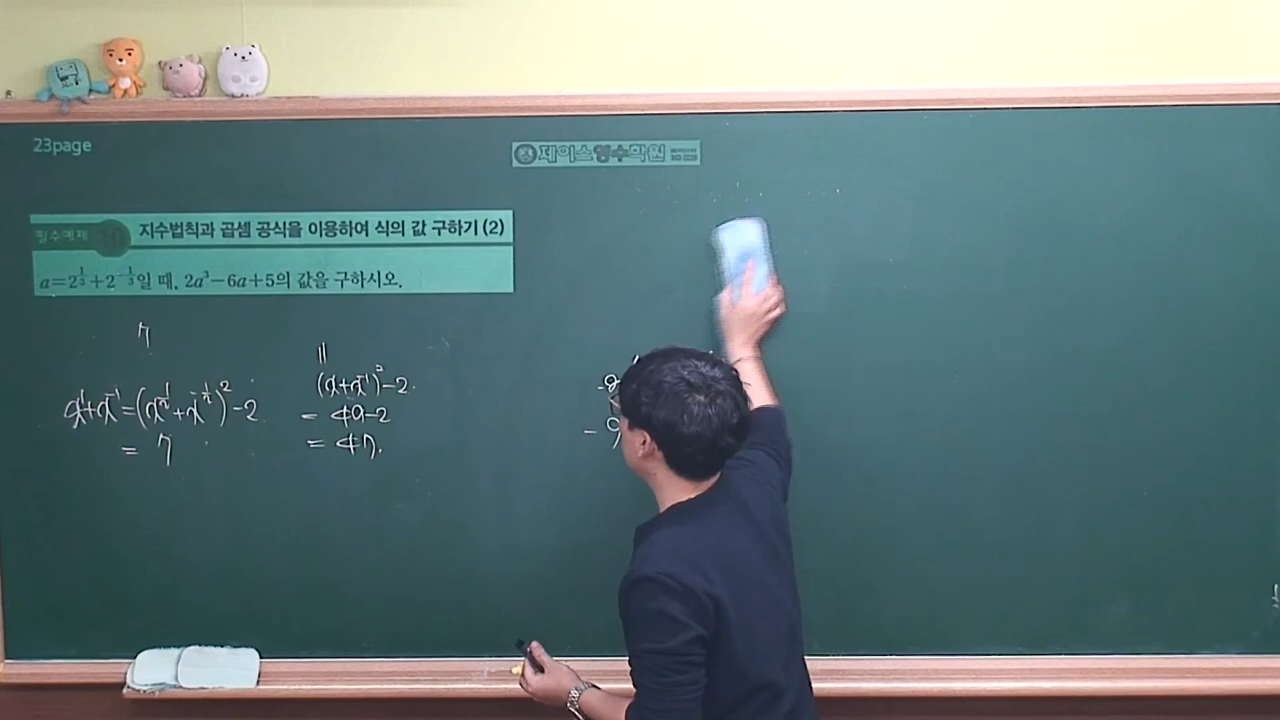 23page
제이스영수학원
필수예제 10 지수법칙과 곱셈 공식을 이용하여 식의 값 구하기 (2)
a=2^{1/3}+2^{-1/3}일 때, 2a³-6a+5의 값을 구하시오.
7
x¹+x⁻¹=(x^{1/2}+x^{-1/2})²-2
= 7
||
(x+x⁻¹)²-2
= 49-2
= 47.